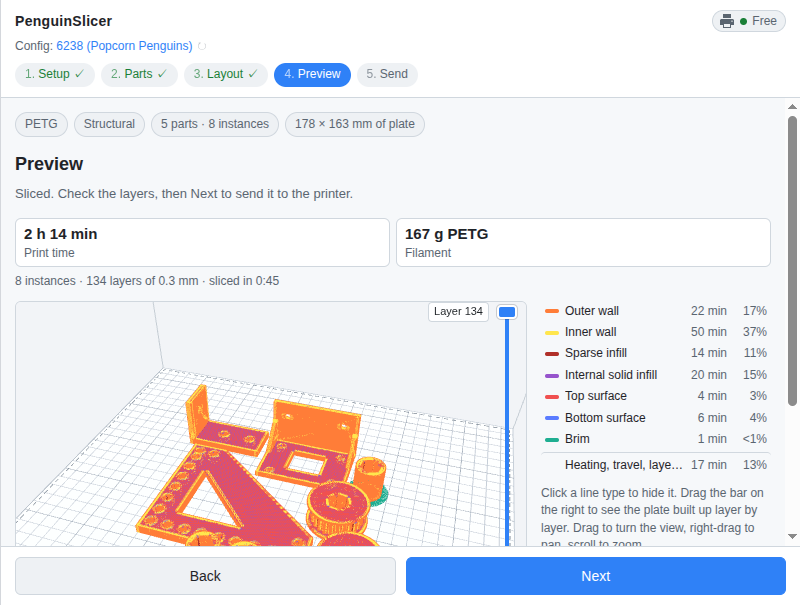 PenguinSlicer
Free
Config: 6238 (Popcorn Penguins)
1. Setup ✓ 2. Parts ✓ 3. Layout ✓ 4. Preview 5. Send
PETG Structural 5 parts · 8 instances 178 × 163 mm of plate
Preview
Sliced. Check the layers, then Next to send it to the printer.
2 h 14 min
Print time
167 g PETG
Filament
8 instances · 134 layers of 0.3 mm · sliced in 0:45
Layer 134
Outer wall 22 min 17%
Inner wall 50 min 37%
Sparse infill 14 min 11%
Internal solid infill 20 min 15%
Top surface 4 min 3%
Bottom surface 6 min 4%
Brim 1 min <1%
Heating, travel, laye… 17 min 13%
Click a line type to hide it. Drag the bar on
the right to see the plate built up layer by
layer. Drag to turn the view, right-drag to
pan, scroll to zoom.
Back
Next